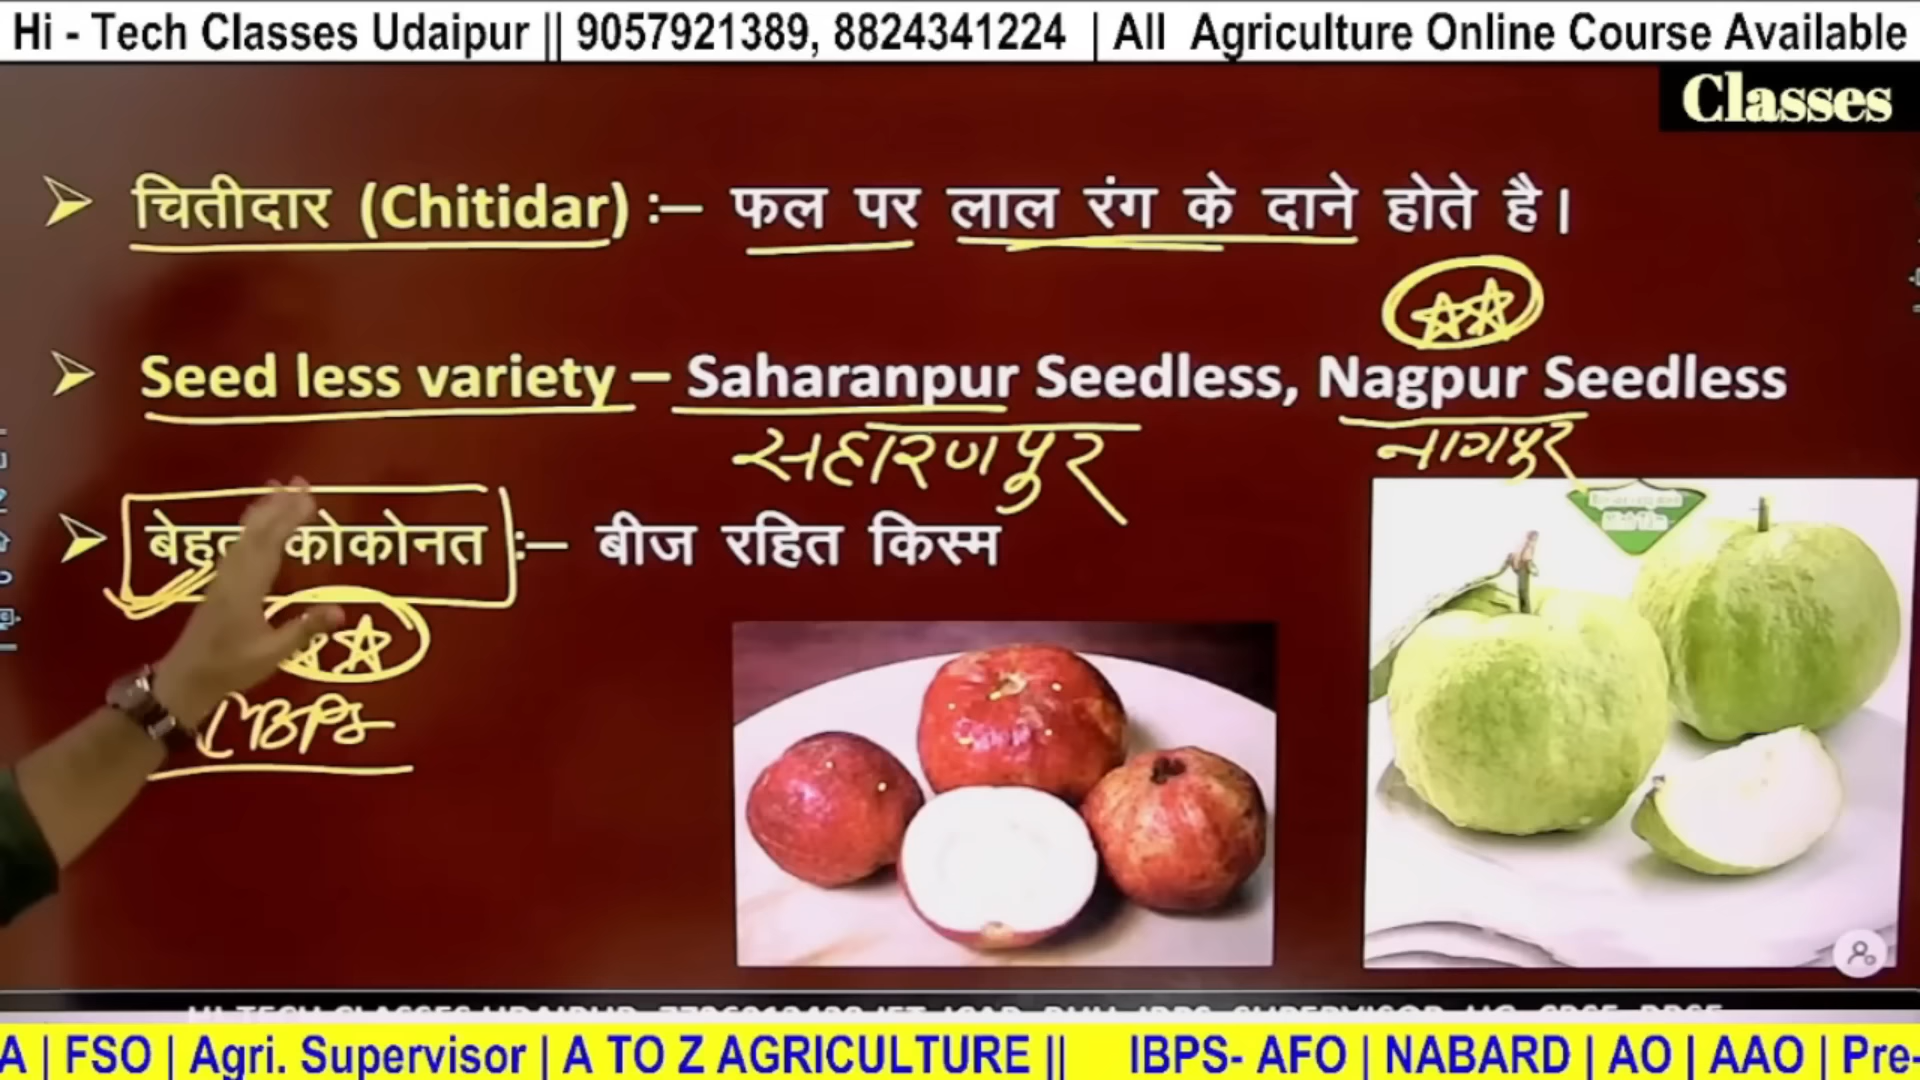 Hi - Tech Classes Udaipur || 9057921389, 8824341224 | All Agriculture Online Course Available
Classes
➢ चितीदार (Chitidar) :– फल पर लाल रंग के दाने होते है।
➢ Seed less variety – Saharanpur Seedless, Nagpur Seedless
सहारणपुर नागपुर
➢ बेहत कोकोनत :– बीज रहित किस्म
IBPS
A | FSO | Agri. Supervisor | A TO Z AGRICULTURE || IBPS- AFO | NABARD | AO | AAO | Pre-